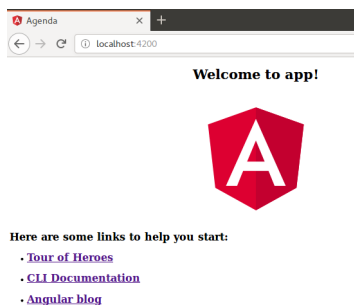 Agenda
localhost:4200
Welcome to app!
A
Here are some links to help you start:
Tour of Heroes
CLI Documentation
Angular blog